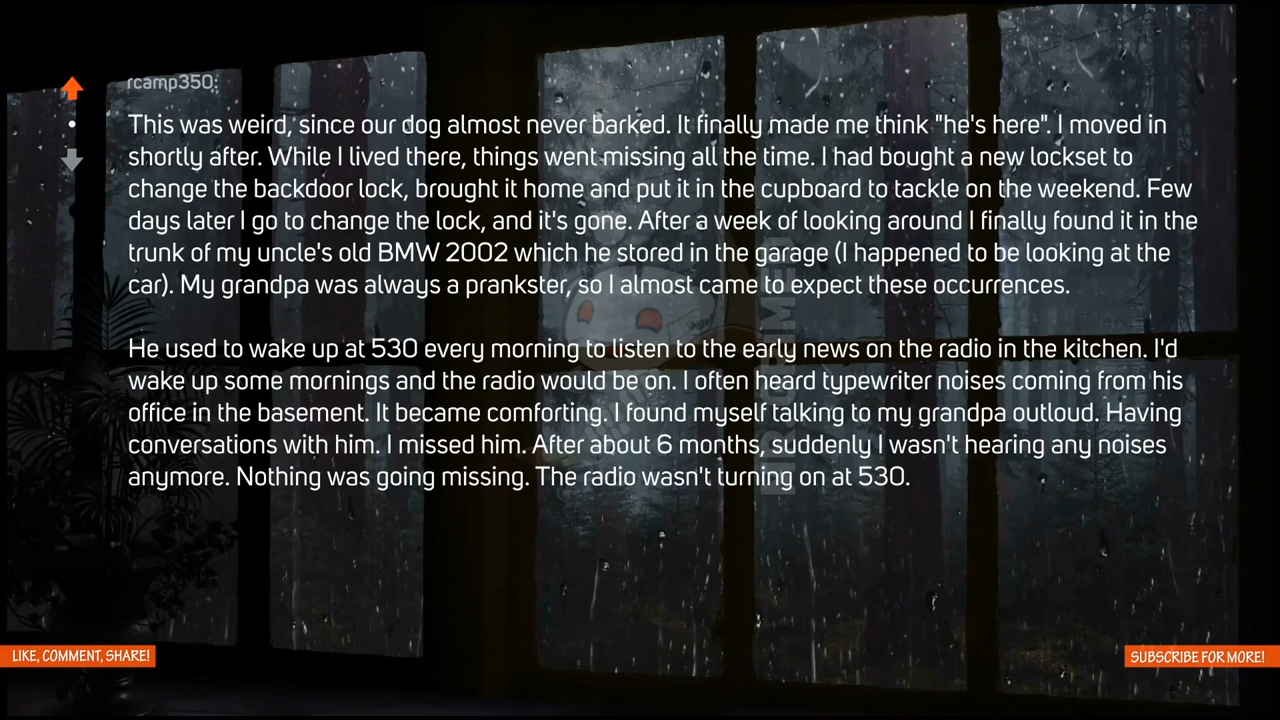 rcamp350:
This was weird, since our dog almost never barked. It finally made me think "he's here". I moved in
shortly after. While I lived there, things went missing all the time. I had bought a new lockset to
change the backdoor lock, brought it home and put it in the cupboard to tackle on the weekend. Few
days later I go to change the lock, and it's gone. After a week of looking around I finally found it in the
trunk of my uncle's old BMW 2002 which he stored in the garage (I happened to be looking at the
car). My grandpa was always a prankster, so I almost came to expect these occurrences.
He used to wake up at 530 every morning to listen to the early news on the radio in the kitchen. I'd
wake up some mornings and the radio would be on. I often heard typewriter noises coming from his
office in the basement. It became comforting. I found myself talking to my grandpa outloud. Having
conversations with him. I missed him. After about 6 months, suddenly I wasn't hearing any noises
anymore. Nothing was going missing. The radio wasn't turning on at 530.
LIKE, COMMENT, SHARE!
SUBSCRIBE FOR MORE!